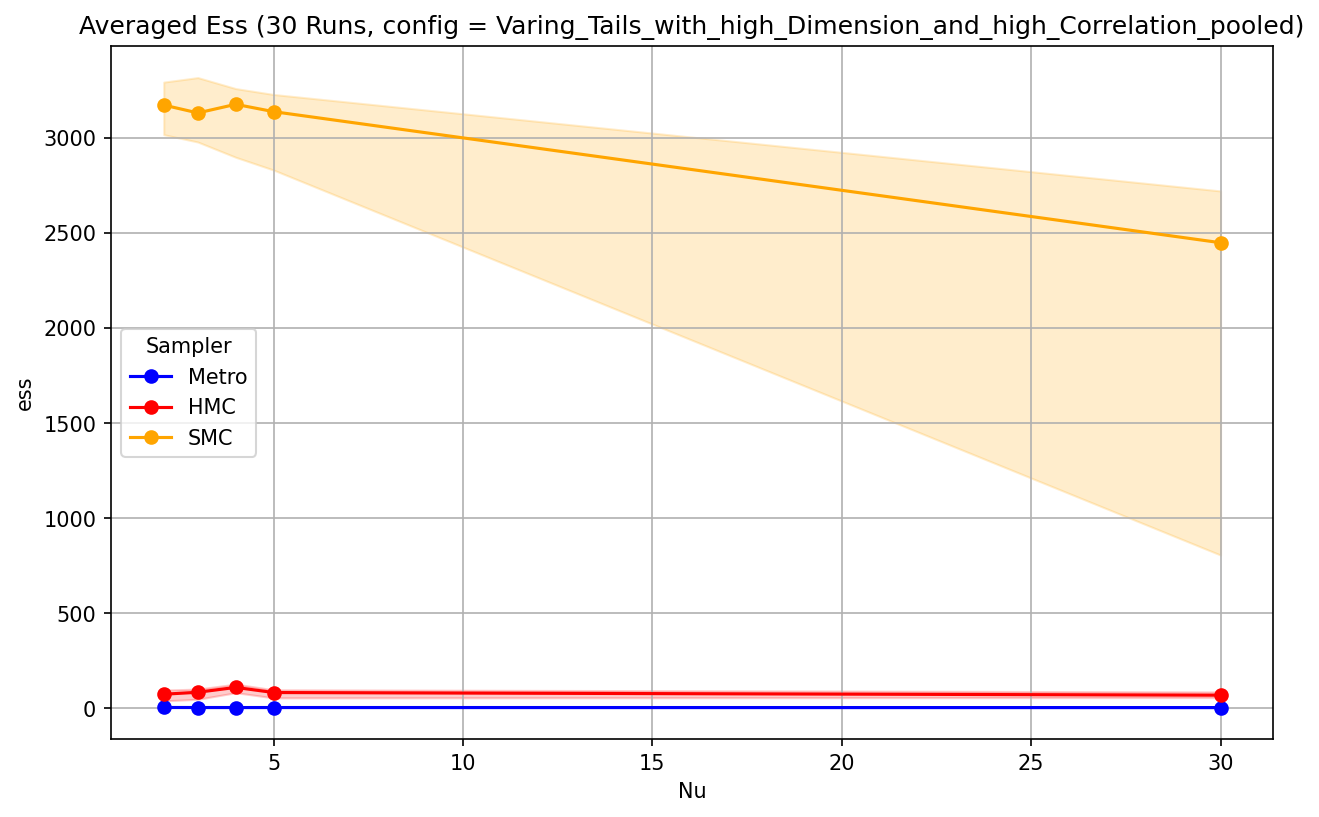 Averaged Ess (30 Runs, config = Varing_Tails_with_high_Dimension_and_high_Correlation_pooled)
3000
2500
2000
1500
1000
500
0
ess
Sampler
Metro
HMC
SMC
5
10
15
20
25
30
Nu